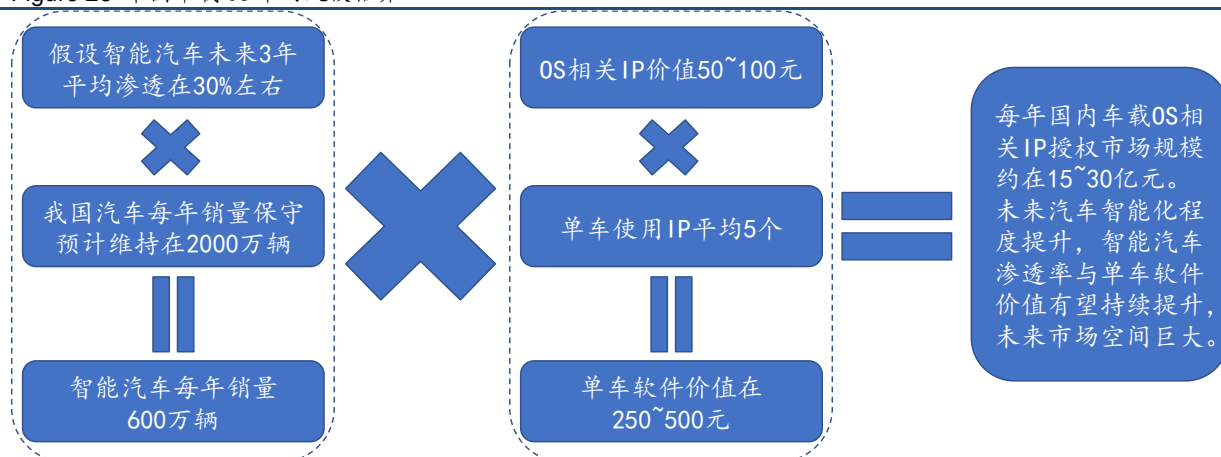 假设智能汽车未来3年
平均渗透在30%左右
我国汽车每年销量保守
预计维持在2000万辆
智能汽车每年销量
600万辆
OS相关IP价值50~100元
单车使用IP平均5个
单车软件价值在
250~500元
每年国内车载OS相
关IP授权市场规模
约在15~30亿元。
未来汽车智能化程
度提升，智能汽车
渗透率与单车软件
价值有望持续提升，
未来市场空间巨大。